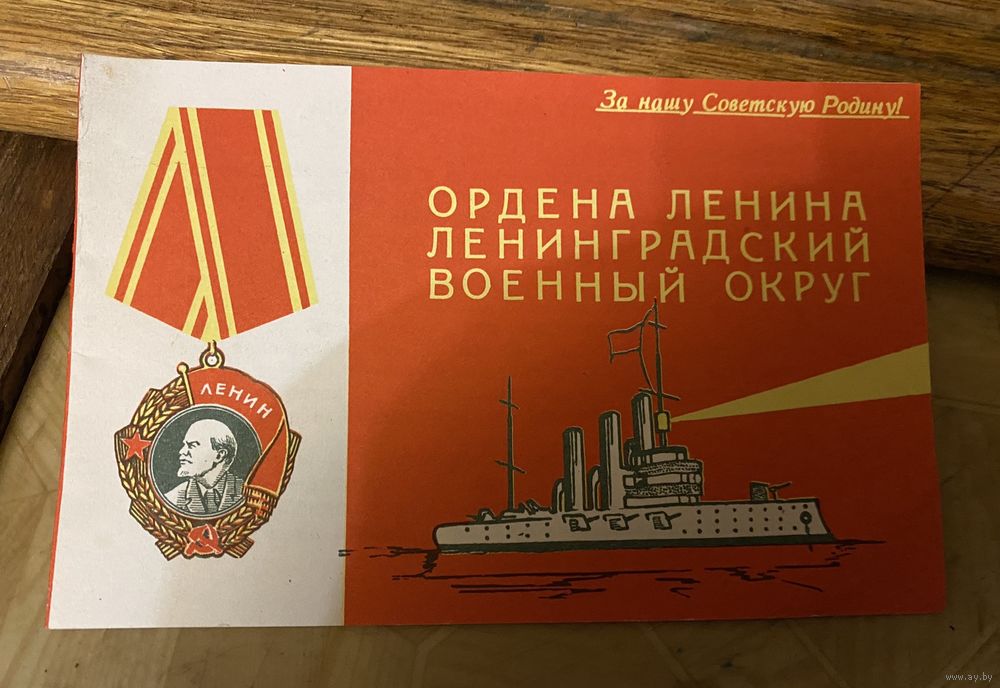 За нашу Советскую Родину!
ОРДЕНА ЛЕНИНА
ЛЕНИНГРАДСКИЙ
ВОЕННЫЙ ОКРУГ
ЛЕНИН
www.ay.by